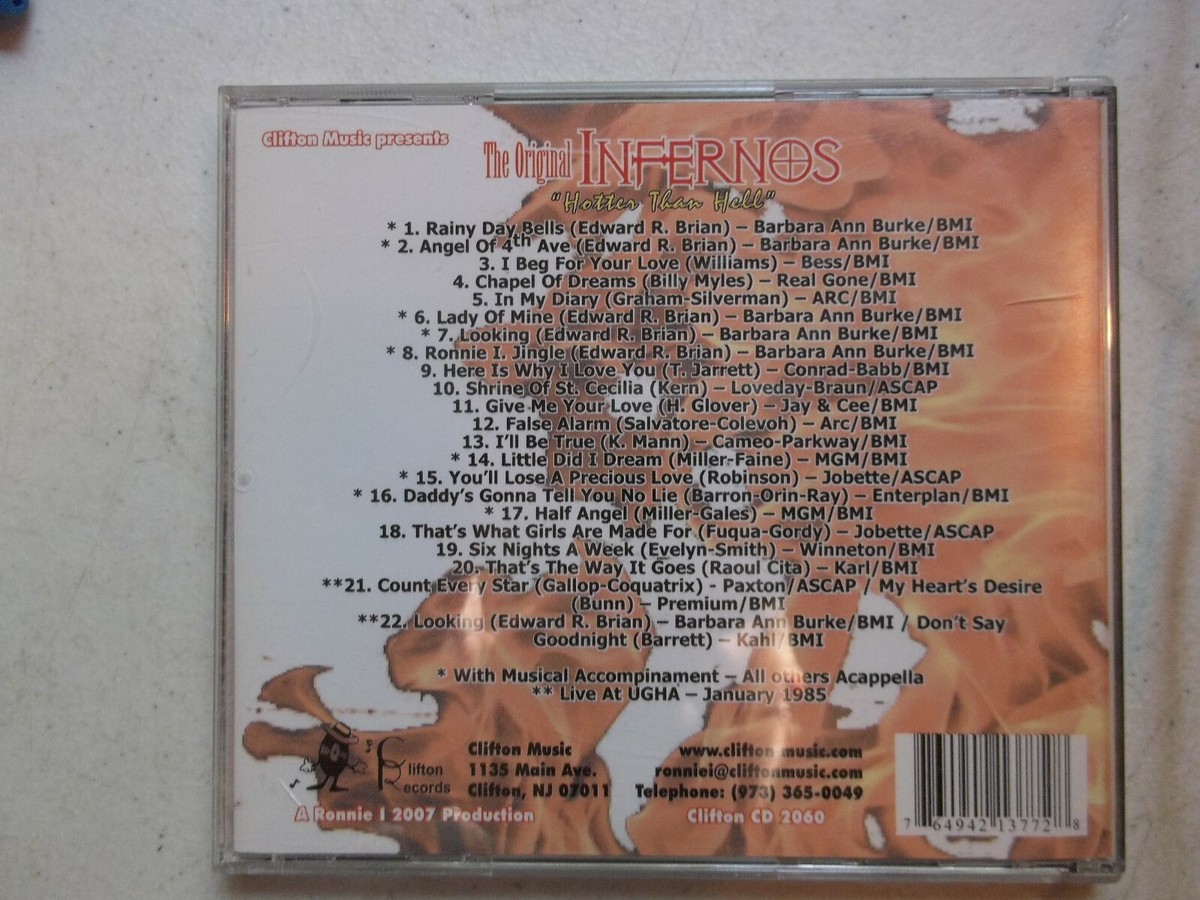 Clifton Music presents
The Original INFERNOS
"Hotter Than Hell"
* 1. Rainy Day Bells (Edward R. Brian) – Barbara Ann Burke/BMI
* 2. Angel Of 4th Ave (Edward R. Brian) – Barbara Ann Burke/BMI
3. I Beg For Your Love (Williams) – Bess/BMI
4. Chapel Of Dreams (Billy Myles) – Real Gone/BMI
5. In My Diary (Graham-Silverman) – ARC/BMI
* 6. Lady Of Mine (Edward R. Brian) – Barbara Ann Burke/BMI
* 7. Looking (Edward R. Brian) – Barbara Ann Burke/BMI
* 8. Ronnie I. Jingle (Edward R. Brian) – Barbara Ann Burke/BMI
9. Here Is Why I Love You (T. Jarrett) – Conrad-Babb/BMI
10. Shrine Of St. Cecilia (Kern) – Loveday-Braun/ASCAP
11. Give Me Your Love (H. Glover) – Jay & Cee/BMI
12. False Alarm (Salvatore-Colevoh) – Arc/BMI
13. I'll Be True (K. Mann) – Cameo-Parkway/BMI
* 14. Little Did I Dream (Miller-Faine) – MGM/BMI
* 15. You'll Lose A Precious Love (Robinson) – Jobette/ASCAP
* 16. Daddy's Gonna Tell You No Lie (Barron-Orin-Ray) – Enterplan/BMI
* 17. Half Angel (Miller-Gales) – MGM/BMI
18. That's What Girls Are Made For (Fuqua-Gordy) – Jobette/ASCAP
19. Six Nights A Week (Evelyn-Smith) – Winneton/BMI
20. That's The Way It Goes (Raoul Cita) – Karl/BMI
**21. Count Every Star (Gallop-Coquatrix) - Paxton/ASCAP / My Heart's Desire
(Bunn) – Premium/BMI
**22. Looking (Edward R. Brian) – Barbara Ann Burke/BMI / Don't Say
Goodnight (Barrett) – Kahl/BMI
* With Musical Accompinament – All others Acappella
** Live At UGHA – January 1985
Clifton Records
Clifton Music
1135 Main Ave.
Clifton, NJ 07011
www.clifton music.com
ronniei@cliftonmusic.com
Telephone: (973) 365-0049
A Ronnie I 2007 Production
Clifton CD 2060
7 64942 13772 8